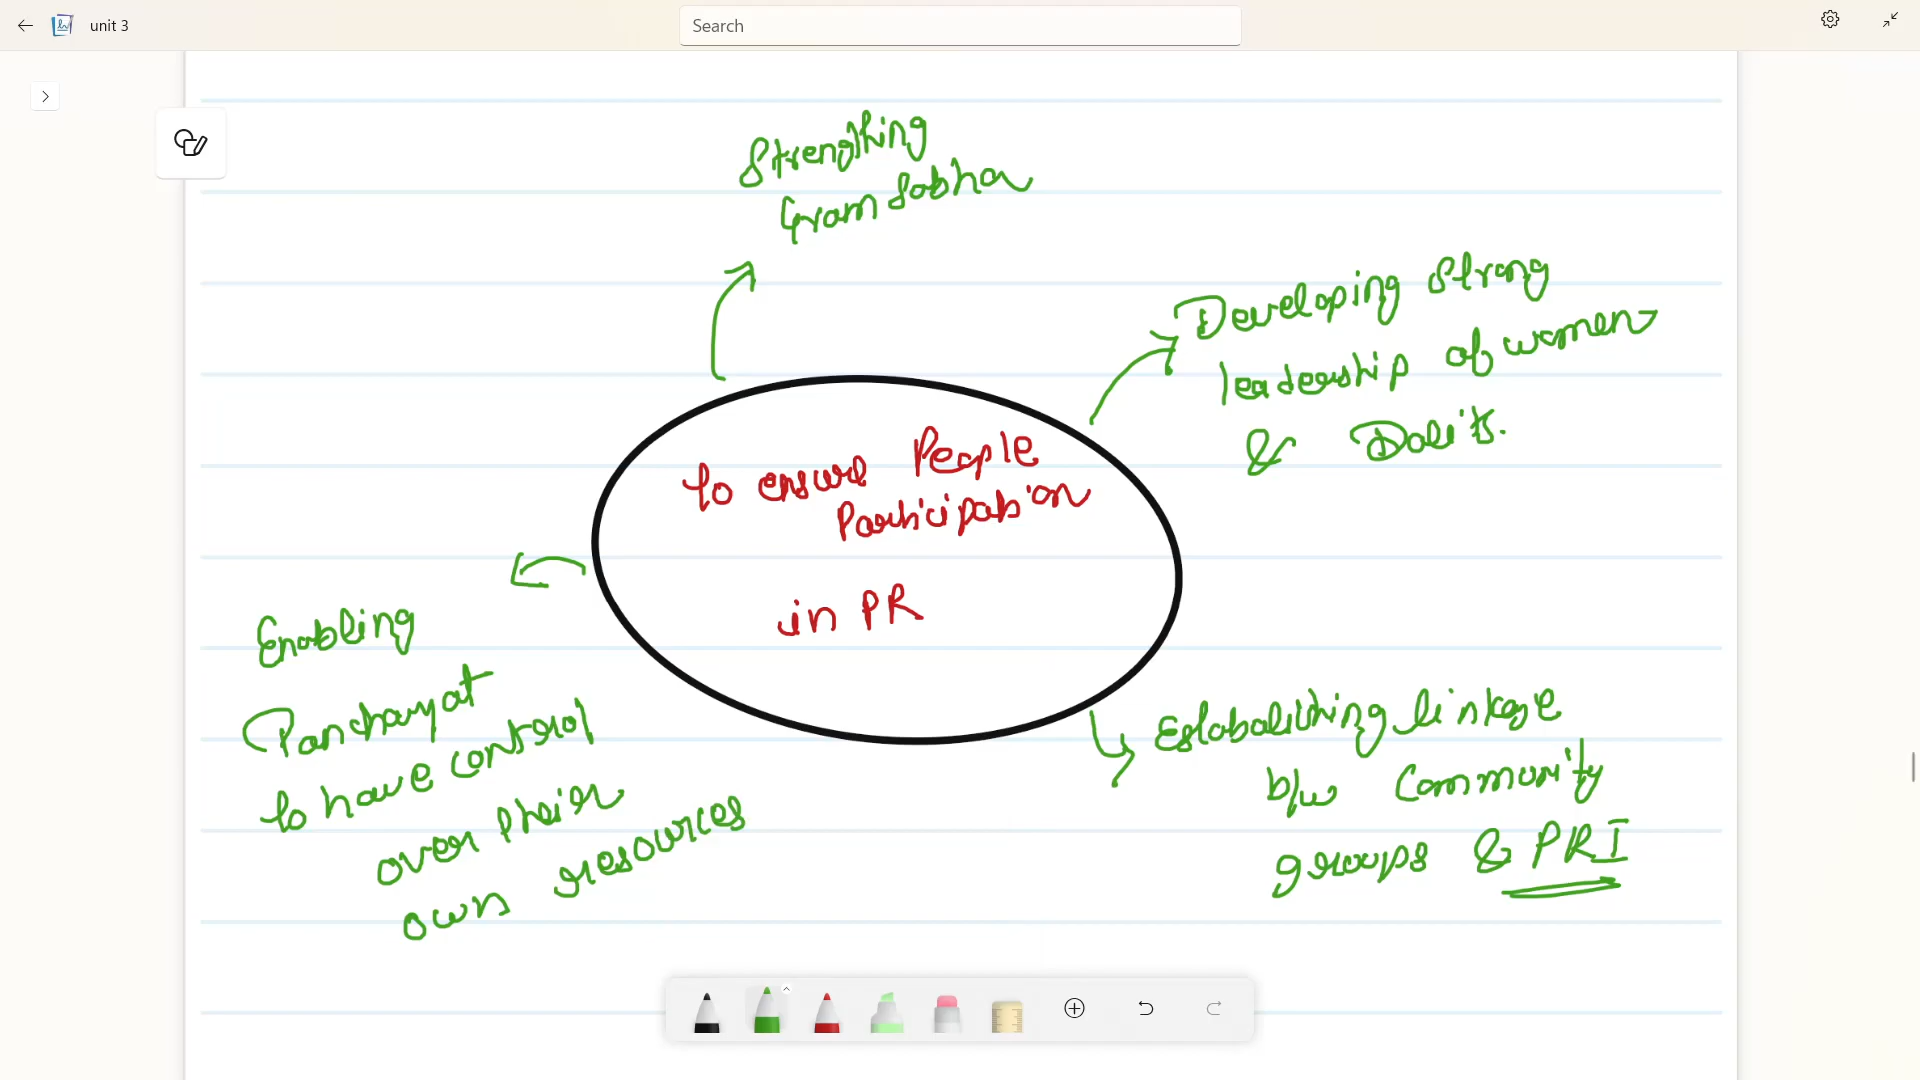 unit 3
Search
Strengthing
Gram Sabha
Developing Strong
leadership of women
& Dalits.
to ensure People
Participation
in PR
Enabling
Panchayat
to have control
over their
own resources
Establishing linkage
b/w Community
groups & PRI